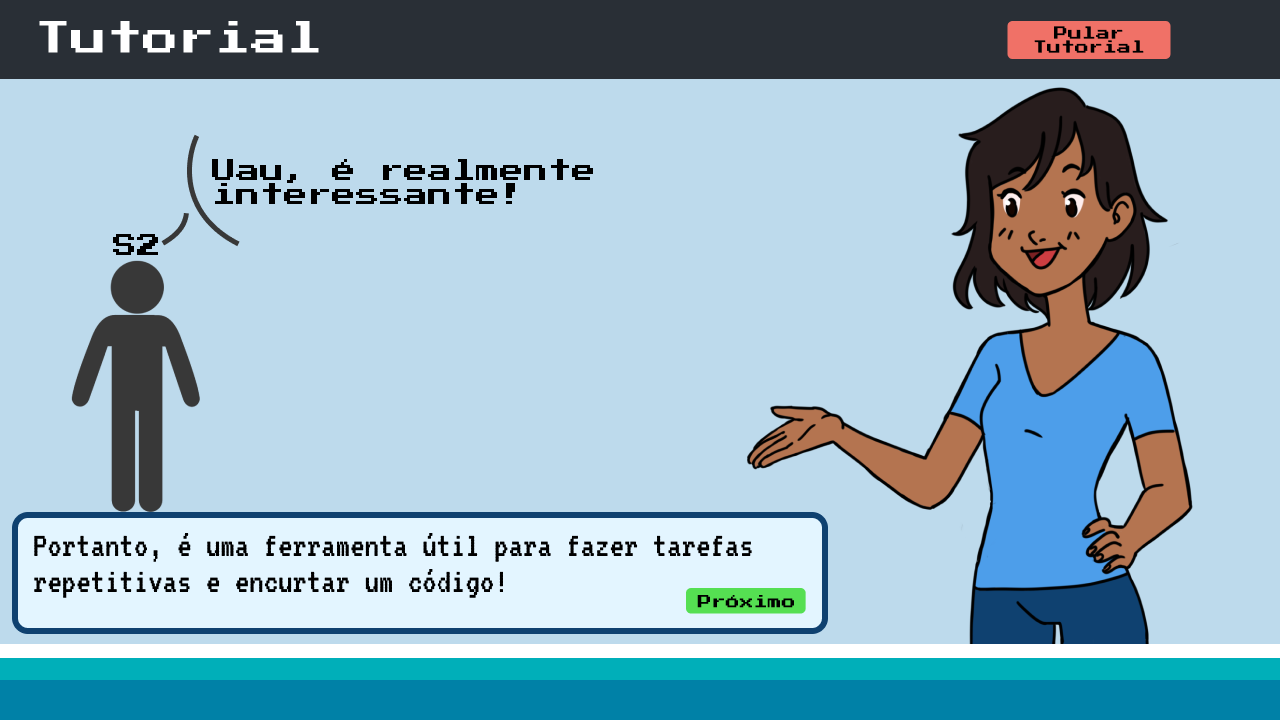 Tutorial
Pular
Tutorial
Uau, é realmente
interessante!
S2
Portanto, é uma ferramenta útil para fazer tarefas
repetitivas e encurtar um código!
Próximo